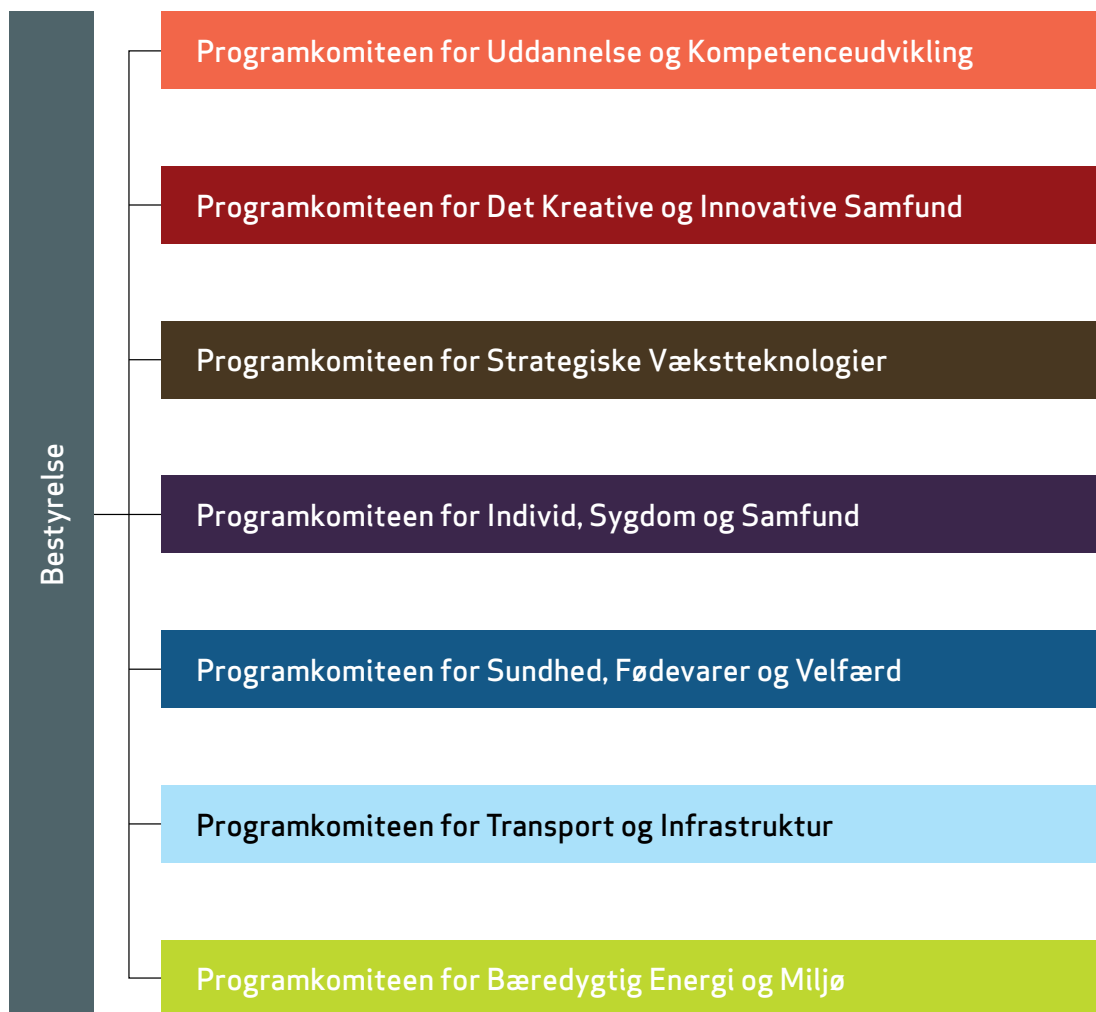 Bestyrelse
Programkomiteen for Uddannelse og Kompetenceudvikling
Programkomiteen for Det Kreative og Innovative Samfund
Programkomiteen for Strategiske Vækstteknologier
Programkomiteen for Individ, Sygdom og Samfund
Programkomiteen for Sundhed, Fødevarer og Velfærd
Programkomiteen for Transport og Infrastruktur
Programkomiteen for Bæredygtig Energi og Miljø